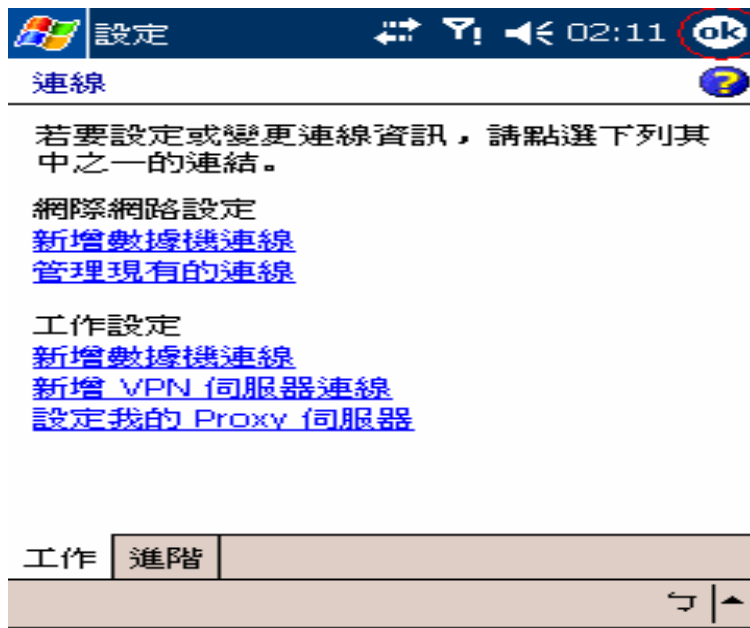 設定 02:11 ok
連線
若要設定或變更連線資訊，請點選下列其
中之一的連結。
網際網路設定
新增數據機連線
管理現有的連線
工作設定
新增數據機連線
新增 VPN 伺服器連線
設定我的 Proxy 伺服器
工作 進階
ㄅ